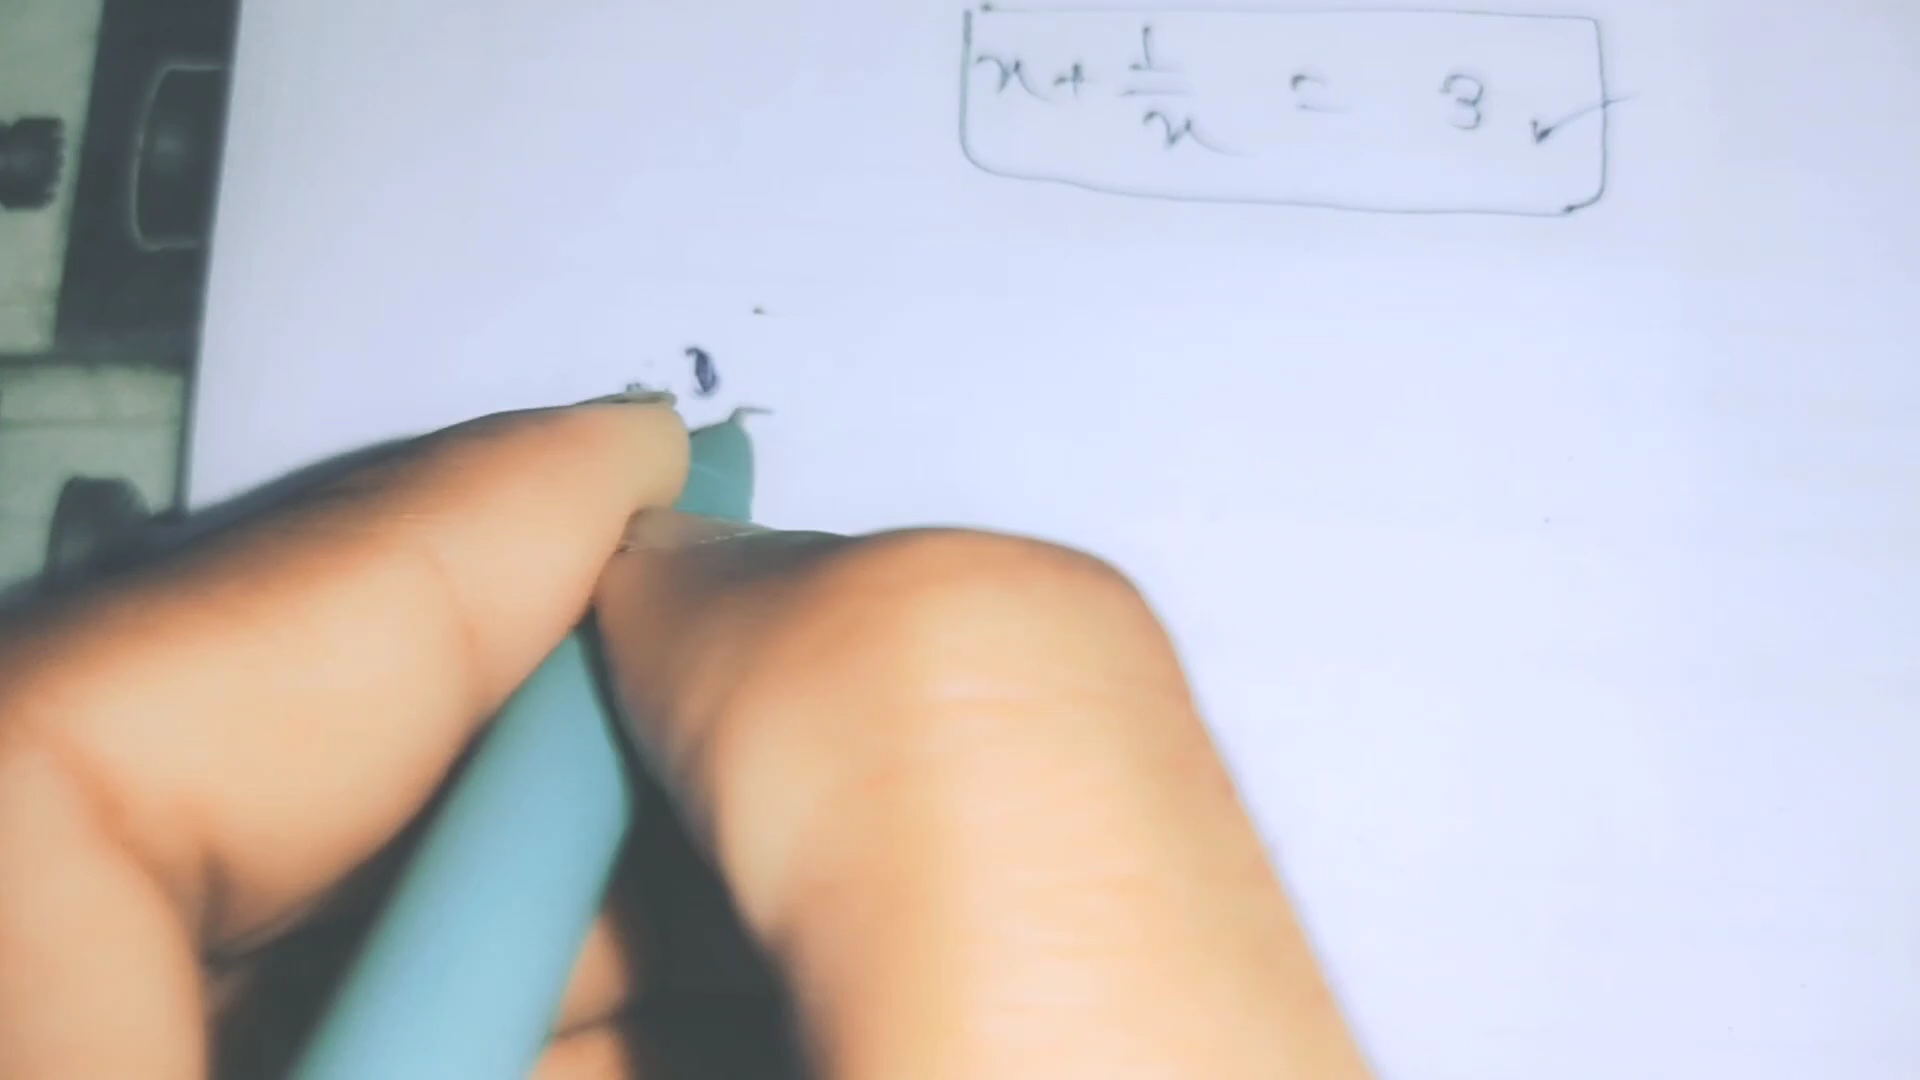 x + 1/x = 3 ✓